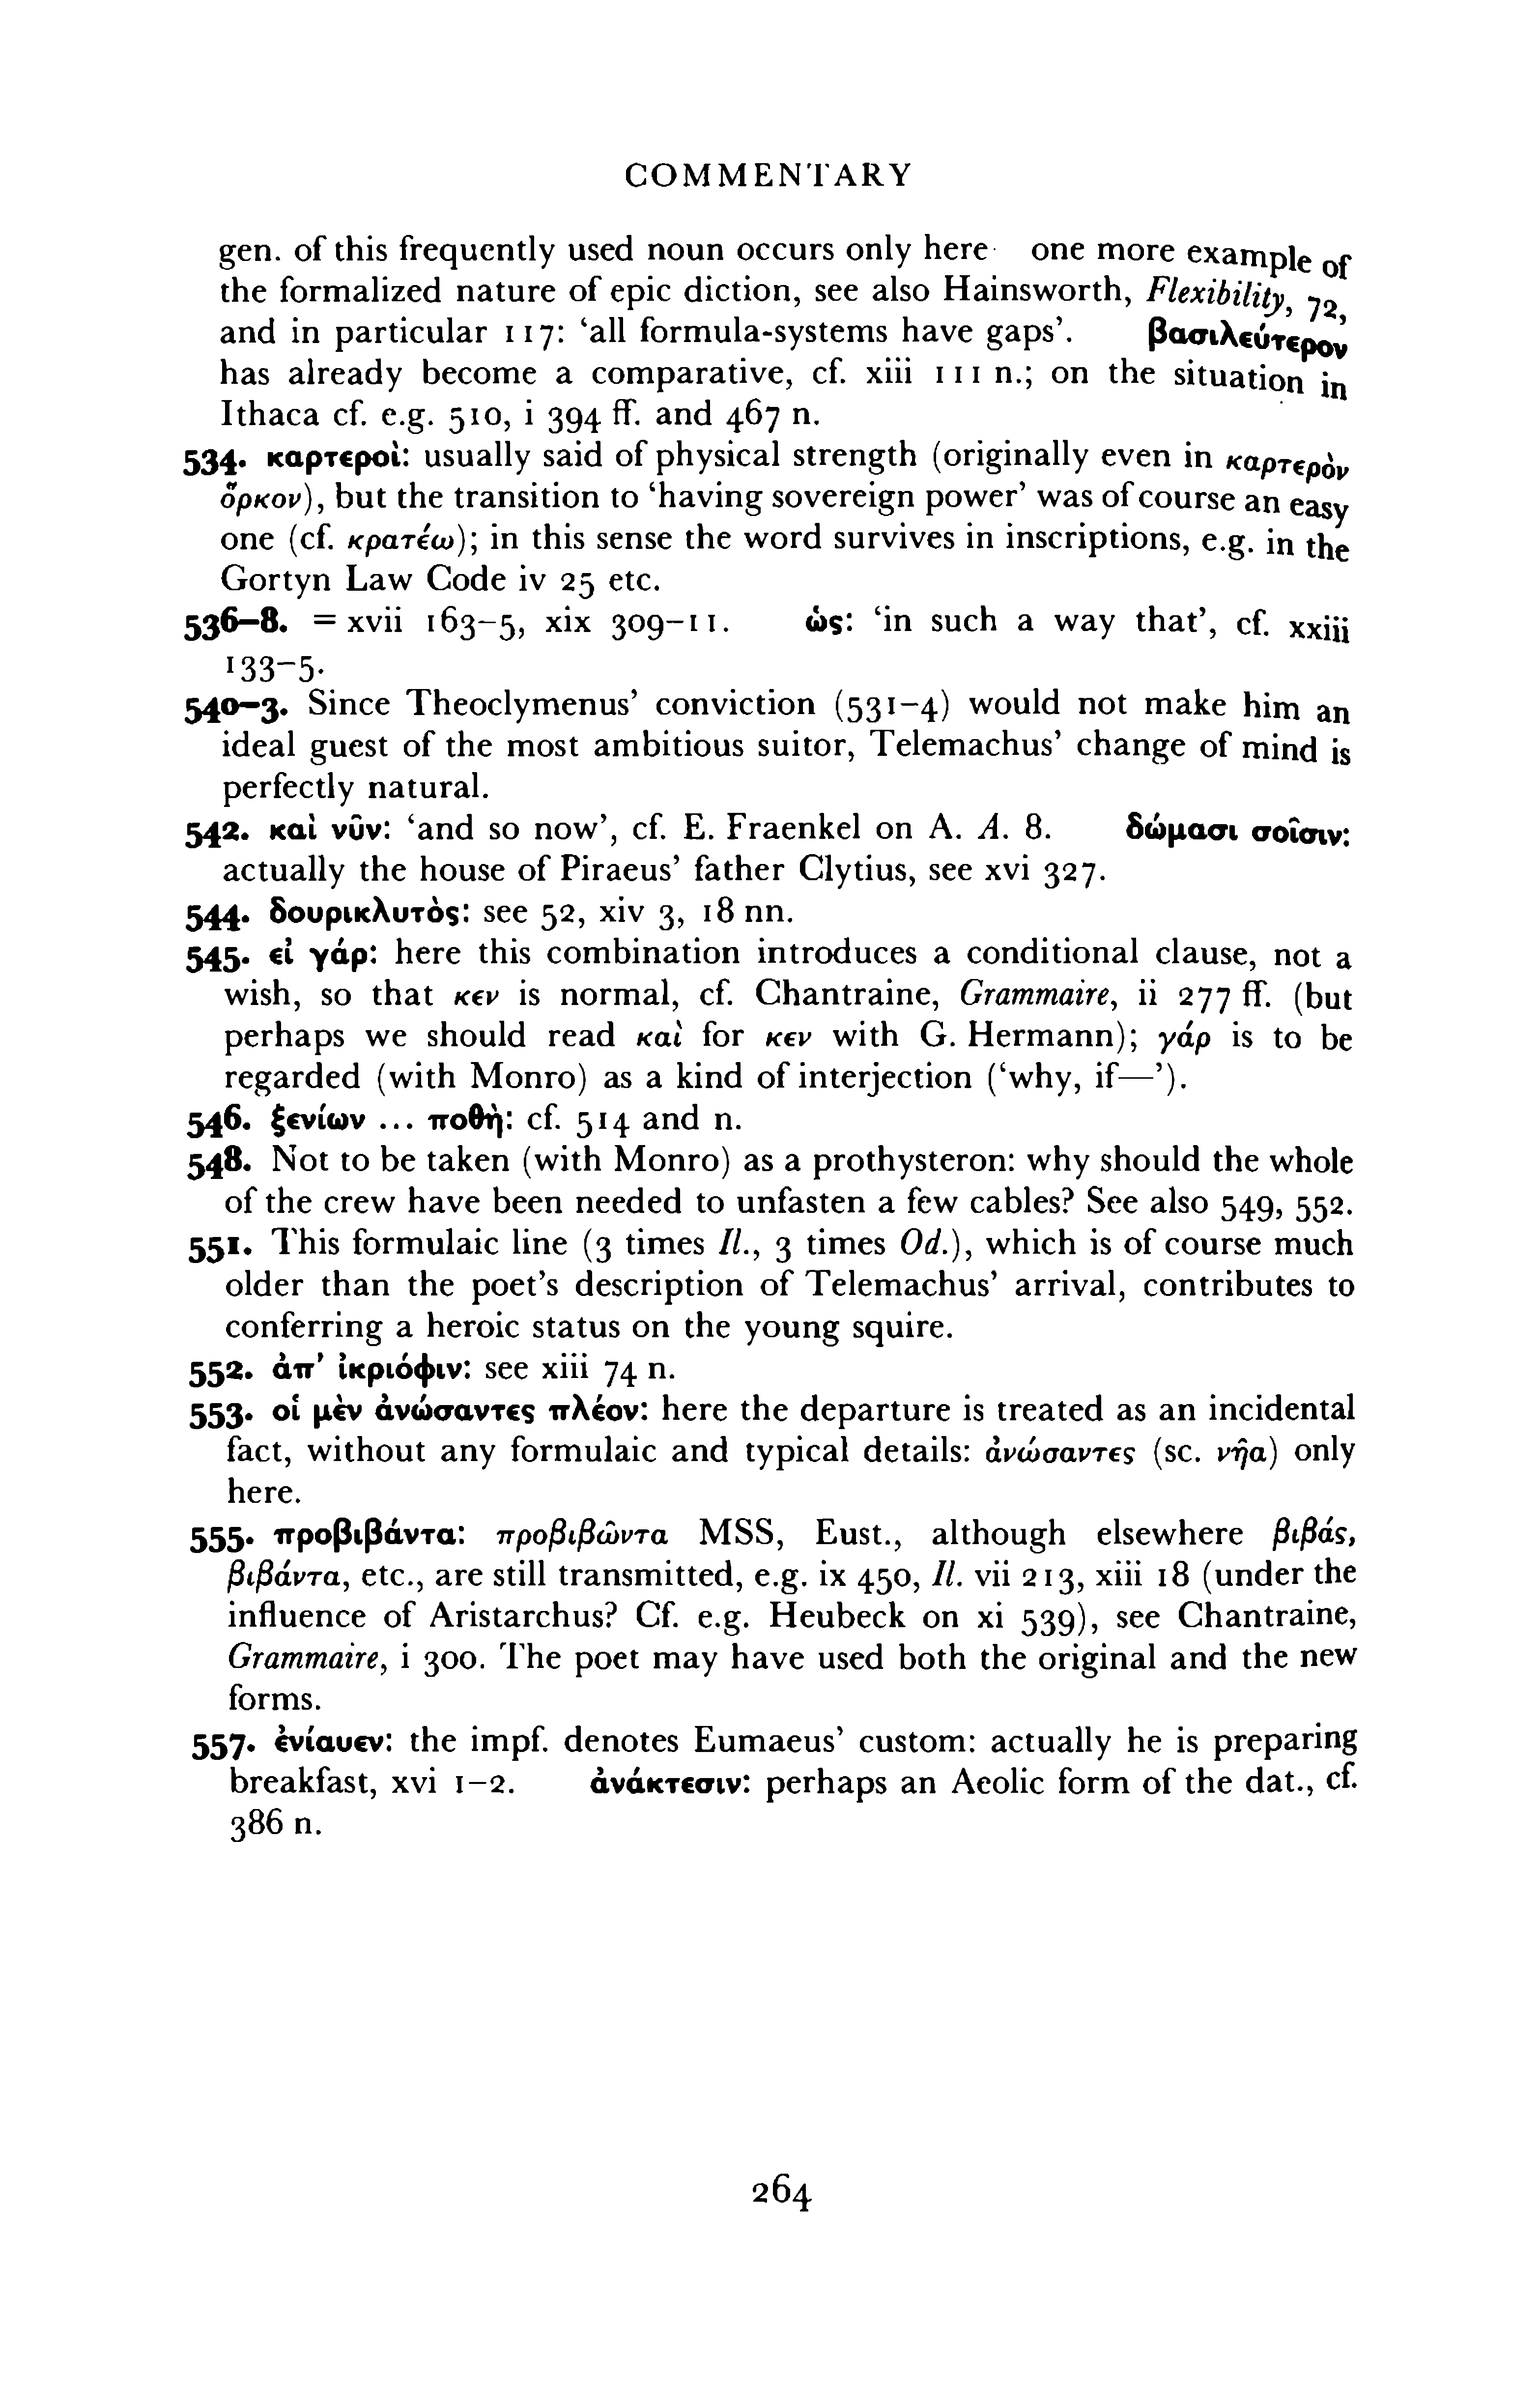 COMMENTARY
gen. of this frequently used noun occurs only here one more example of
the formalized nature of epic diction, see also Hainsworth, Flexibility, 72,
and in particular 117: ‘all formula-systems have gaps’. βασιλεύτερον
has already become a comparative, cf. xiii 111 n.; on the situation in
Ithaca cf. e.g. 510, i 394 ff. and 467 n.
534. καρτεροί: usually said of physical strength (originally even in καρτερὸν
ὅρκον), but the transition to ‘having sovereign power’ was of course an easy
one (cf. κρατέω); in this sense the word survives in inscriptions, e.g. in the
Gortyn Law Code iv 25 etc.
536–8. = xvii 163–5, xix 309–11. ὡς: ‘in such a way that’, cf. xxiii
133–5.
540–3. Since Theoclymenus’ conviction (531–4) would not make him an
ideal guest of the most ambitious suitor, Telemachus’ change of mind is
perfectly natural.
542. καὶ νῦν: ‘and so now’, cf. E. Fraenkel on A. A. 8. δώμασι σοῖσιν:
actually the house of Piraeus’ father Clytius, see xvi 327.
544. δουρικλυτὸς: see 52, xiv 3, 18 nn.
545. εἰ γάρ: here this combination introduces a conditional clause, not a
wish, so that κεν is normal, cf. Chantraine, Grammaire, ii 277 ff. (but
perhaps we should read καί for κεν with G. Hermann); γάρ is to be
regarded (with Monro) as a kind of interjection (‘why, if—’).
546. ξενίων ... ποθὴ: cf. 514 and n.
548. Not to be taken (with Monro) as a prothysteron: why should the whole
of the crew have been needed to unfasten a few cables? See also 549, 552.
551. This formulaic line (3 times Il., 3 times Od.), which is of course much
older than the poet’s description of Telemachus’ arrival, contributes to
conferring a heroic status on the young squire.
552. ἀπ’ ἰκριόφιν: see xiii 74 n.
553. οἱ μὲν ἀνώσαντες πλέον: here the departure is treated as an incidental
fact, without any formulaic and typical details: ἀνώσαντες (sc. νῆα) only
here.
555. προβιβάντα: προβιβῶντα MSS, Eust., although elsewhere βιβάς,
βιβάντα, etc., are still transmitted, e.g. ix 450, Il. vii 213, xiii 18 (under the
influence of Aristarchus? Cf. e.g. Heubeck on xi 539), see Chantraine,
Grammaire, i 300. The poet may have used both the original and the new
forms.
557. ἐνίαυεν: the impf. denotes Eumaeus’ custom: actually he is preparing
breakfast, xvi 1–2. ἀνάκτεσιν: perhaps an Aeolic form of the dat., cf.
386 n.
264